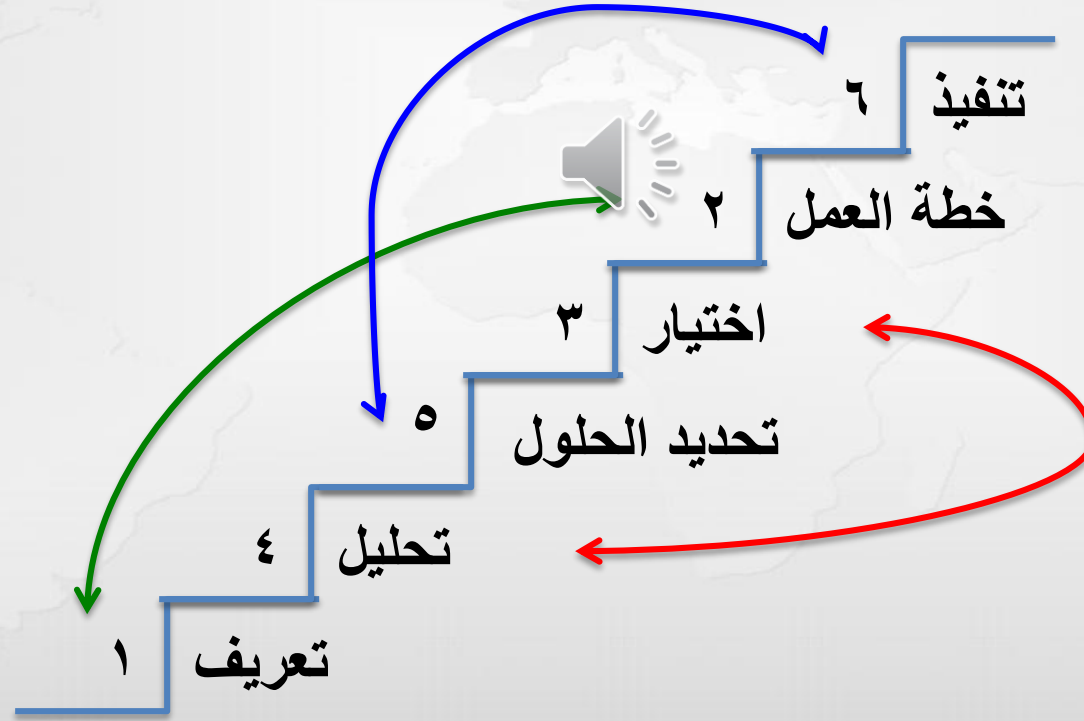 تنفيذ ٦
خطة العمل ٢
اختيار ٣
تحديد الحلول ٥
تحليل ٤
تعريف ١